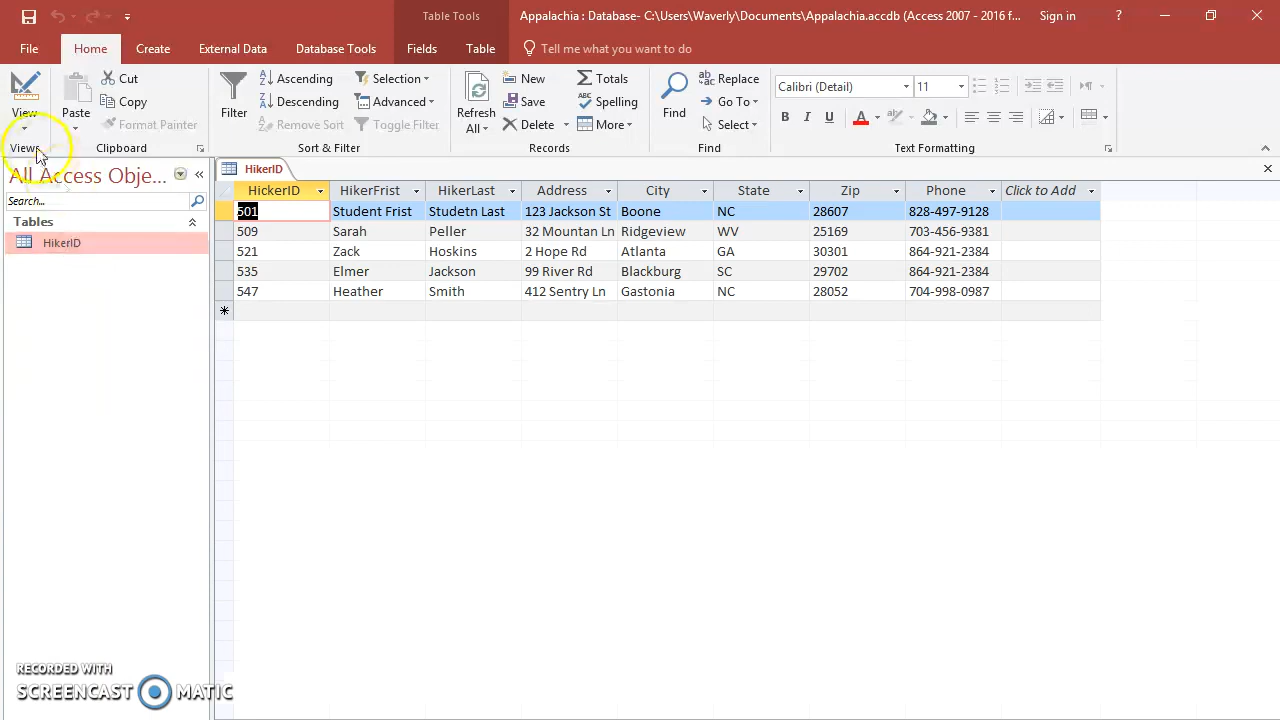 Table Tools
Appalachia : Database- C:\Users\Waverly\Documents\Appalachia.accdb (Access 2007 - 2016 f...
Sign in
?
File Home Create External Data Database Tools Fields Table Tell me what you want to do
View
Views
Paste
Cut
Copy
Format Painter
Clipboard
Filter
Ascending
Descending
Remove Sort
Selection
Advanced
Toggle Filter
Sort & Filter
Refresh
All
New
Save
Delete
Totals
Spelling
More
Records
Find
Replace
Go To
Select
Find
Calibri (Detail) 11
B I U A
Text Formatting
All Access Obje...
Search...
Tables
HikerID
HikerID
HickerID HikerFrist HikerLast Address City State Zip Phone Click to Add
501 Student Frist Studetn Last 123 Jackson St Boone NC 28607 828-497-9128
509 Sarah Peller 32 Mountan Ln Ridgeview WV 25169 703-456-9381
521 Zack Hoskins 2 Hope Rd Atlanta GA 30301 864-921-2384
535 Elmer Jackson 99 River Rd Blackburg SC 29702 864-921-2384
547 Heather Smith 412 Sentry Ln Gastonia NC 28052 704-998-0987
RECORDED WITH
SCREENCAST MATIC